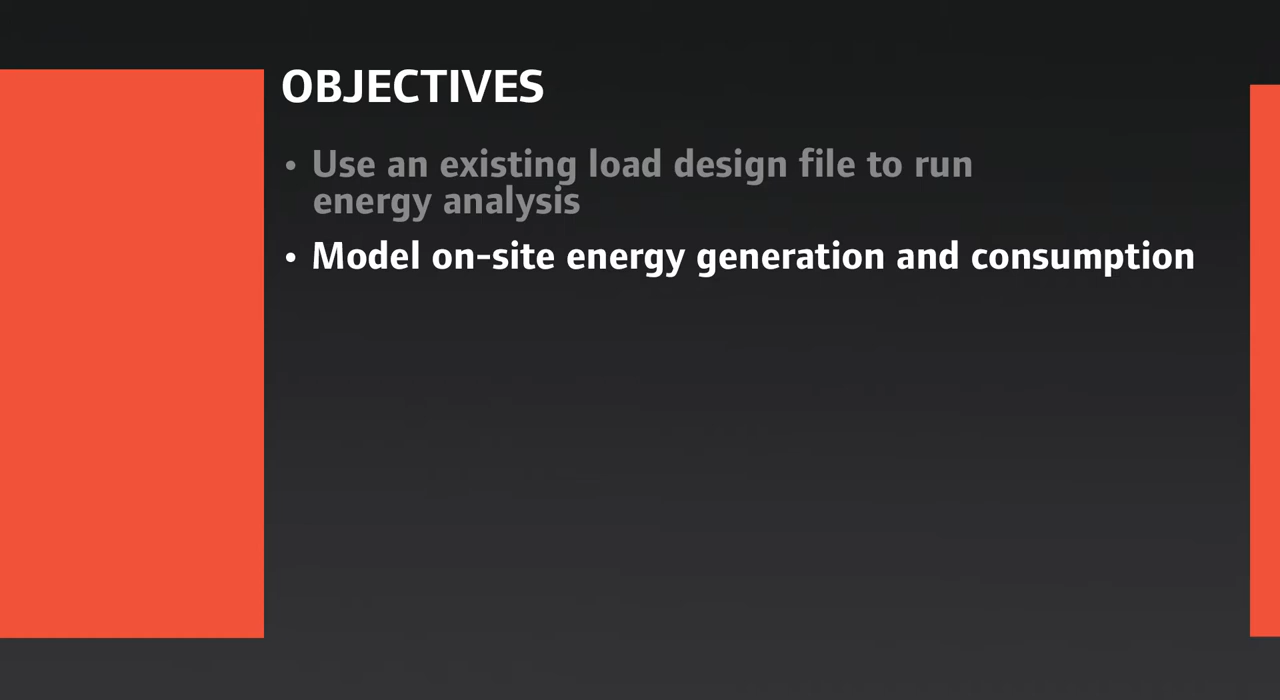 OBJECTIVES
• Use an existing load design file to run
energy analysis
• Model on-site energy generation and consumption